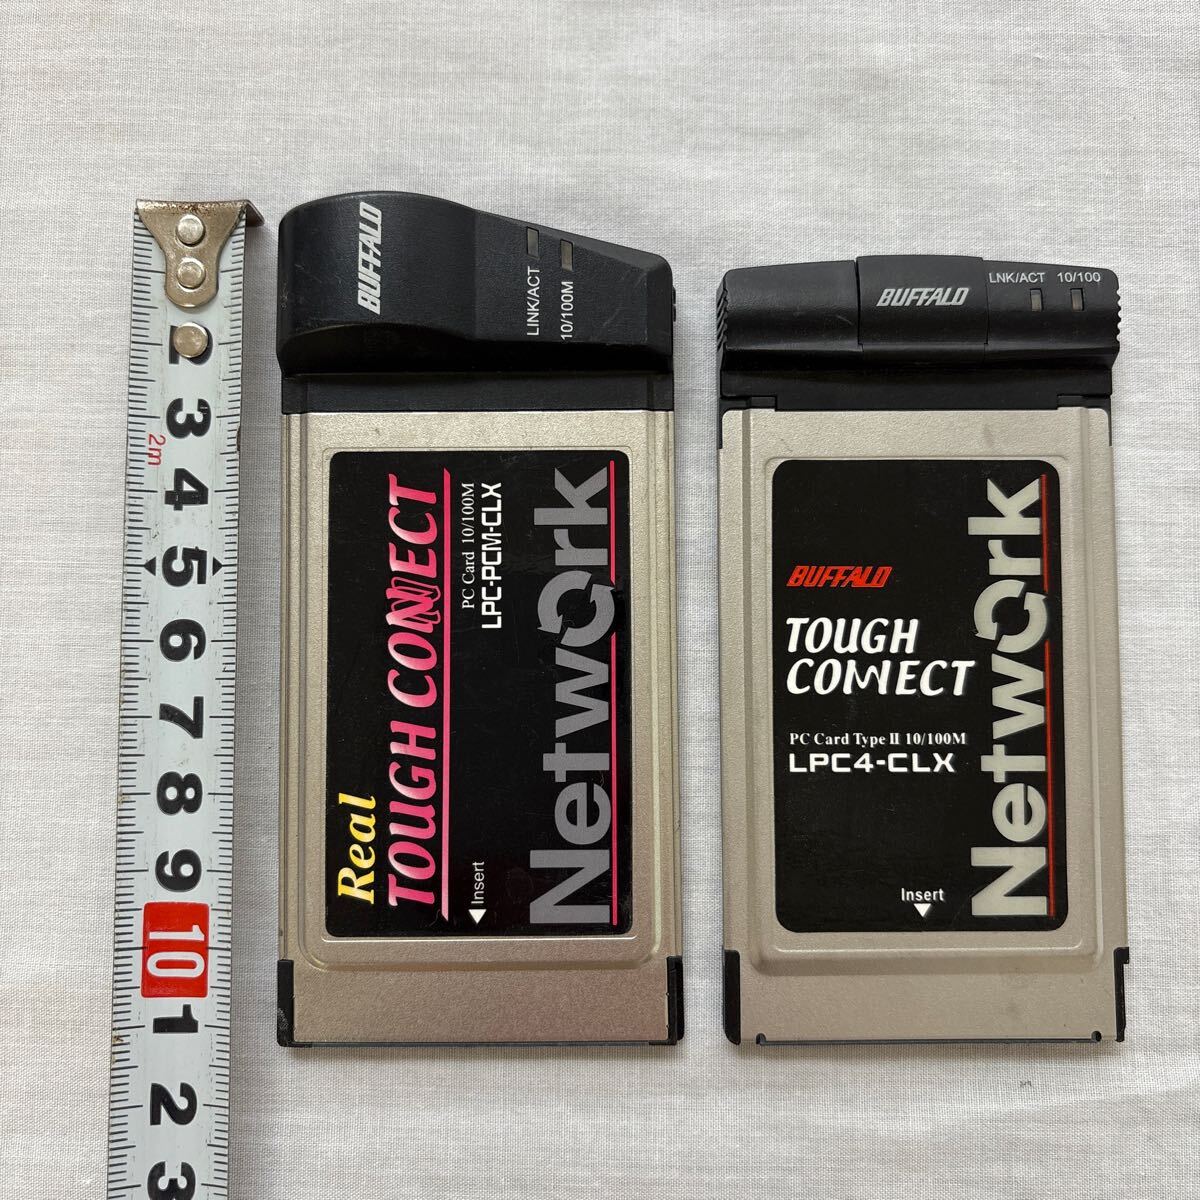 2
3
2m
4
5
6
7
8
9
10
1
2
3
BUFFALO
LINK/ACT
10/100M
Real
TOUGH CONNECT
PC Card 10/100M
LPC-PCM-CLX
Insert
Network
BUFFALO
LNK/ACT 10/100
BUFFALO
TOUGH
CONNECT
PC Card Type II 10/100M
LPC4-CLX
Insert
Network